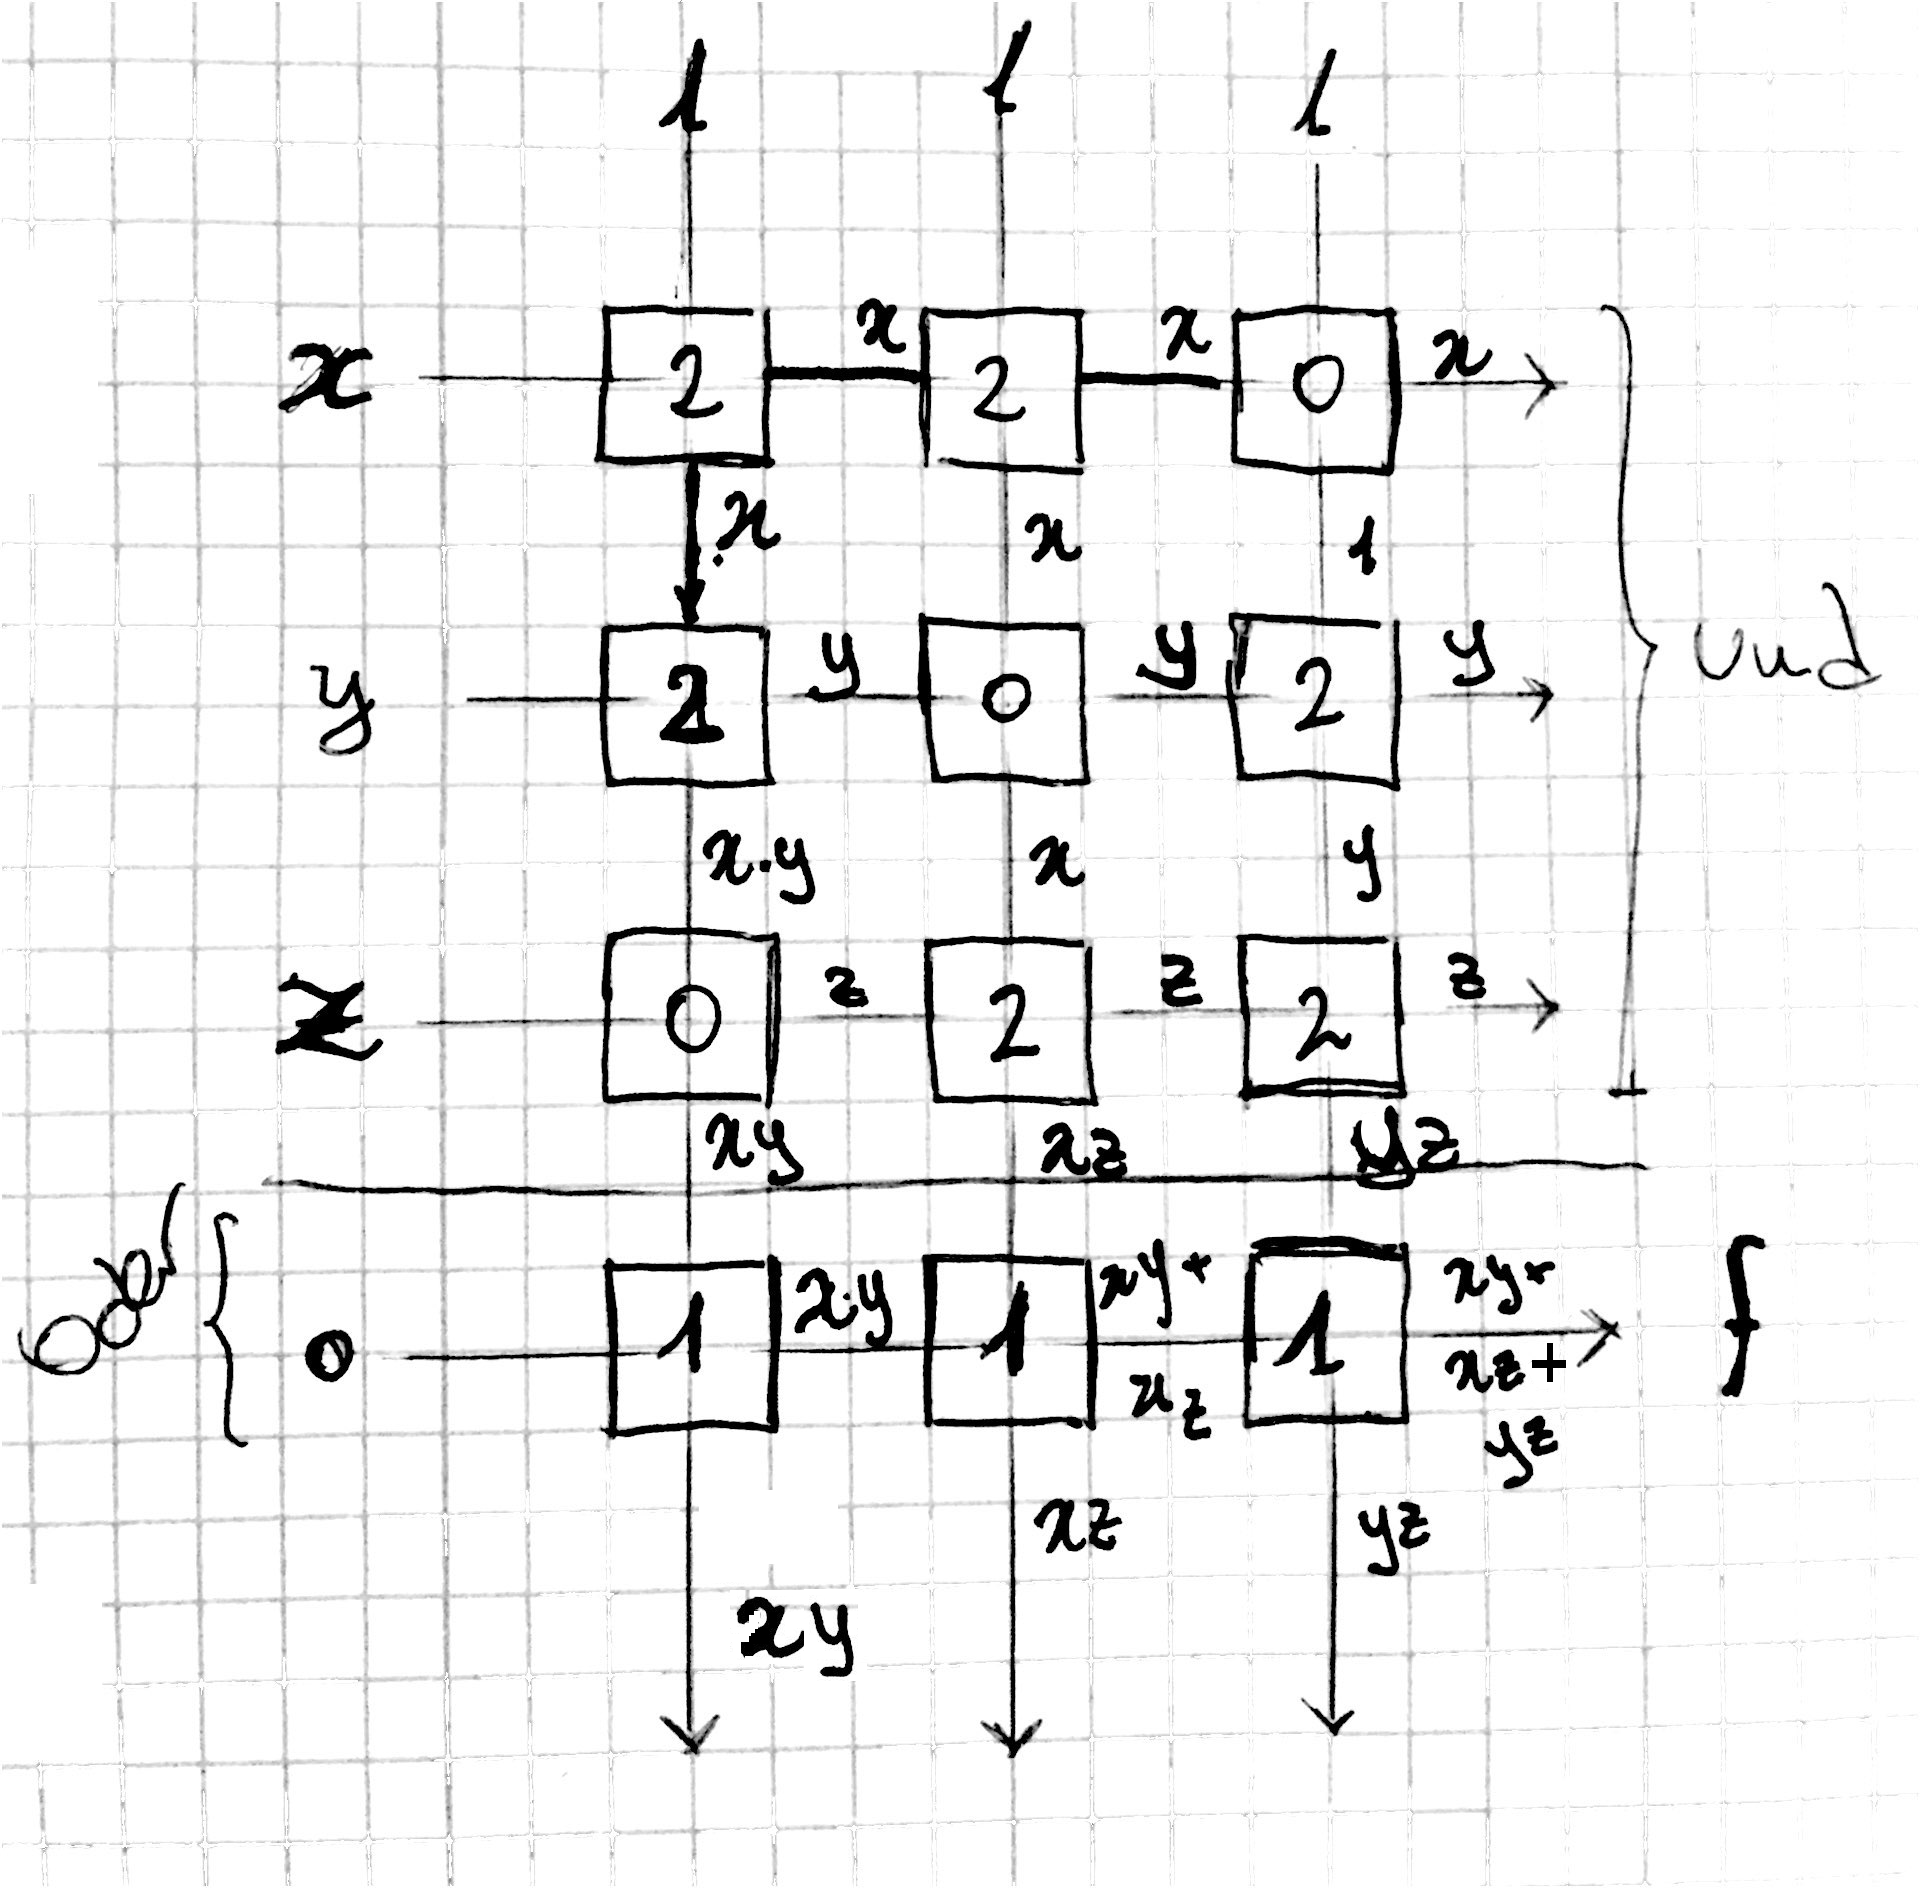 1 1 1
x 2 x 2 x 0 x
x x 1
y 2 y 0 y 2 y
Und
x·y x y
z 0 z 2 z 2 z
xy xz yz
Oder
0 1 x·y 1 xy+ 1 xy+ f
xz xz+
yz
xz yz
xy